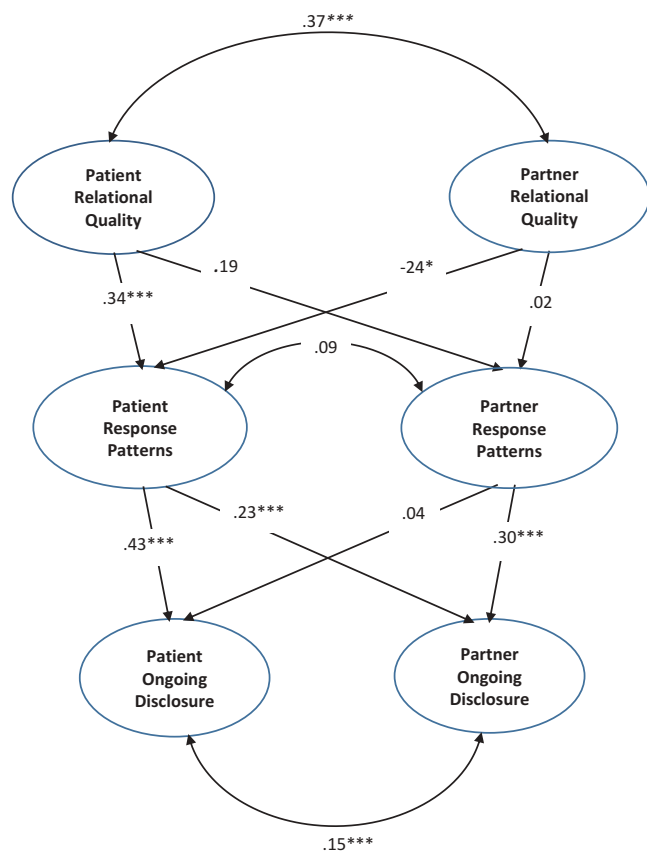 .37***
Patient
Relational
Quality
Partner
Relational
Quality
.34***
.19
-24*
.02
.09
Patient
Response
Patterns
Partner
Response
Patterns
.43***
.23***
.04
.30***
Patient
Ongoing
Disclosure
Partner
Ongoing
Disclosure
.15***